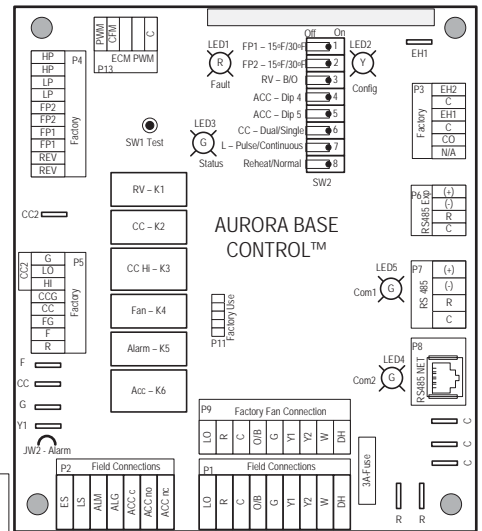 PWM
CFM
C
ECM PWM
P13
LED1
R
Fault
Off On
FP1 – 15ºF/30ºF 1
FP2 – 15ºF/30ºF 2
RV – B/O 3
ACC – Dip 4 4
ACC – Dip 5 5
CC – Dual/Single 6
L – Pulse/Continuous 7
Reheat/Normal 8
SW2
LED2
Y
Config
EH1
HP
HP
LP
LP
FP2
FP2
FP1
FP1
REV
REV
P4
Factory
SW1 Test
LED3
G
Status
P3
Factory
EH2
C
EH1
C
CO
N/A
RV – K1
CC – K2
CC Hi – K3
Fan – K4
Alarm – K5
Acc – K6
AURORA BASE
CONTROL™
P6
RS485 Exp
(+)
(-)
R
C
CC2
CC2
G
LO
HI
CCG
CC
FG
F
R
P5
Factory
Factory Use
P11
LED5
Com1
G
P7
RS 485
(+)
(-)
R
C
LED4
Com2
G
P8
RS485 NET
F
CC
G
Y1
JW2 - Alarm
P9
Factory Fan Connection
LO
R
C
O/B
G
Y1
Y2
W
DH
C
C
C
3A-Fuse
P2
Field Connections
ES
LS
ALM
ALG
ACC c
ACC no
ACC nc
P1
Field Connections
LO
R
C
O/B
G
Y1
Y2
W
DH
R
R